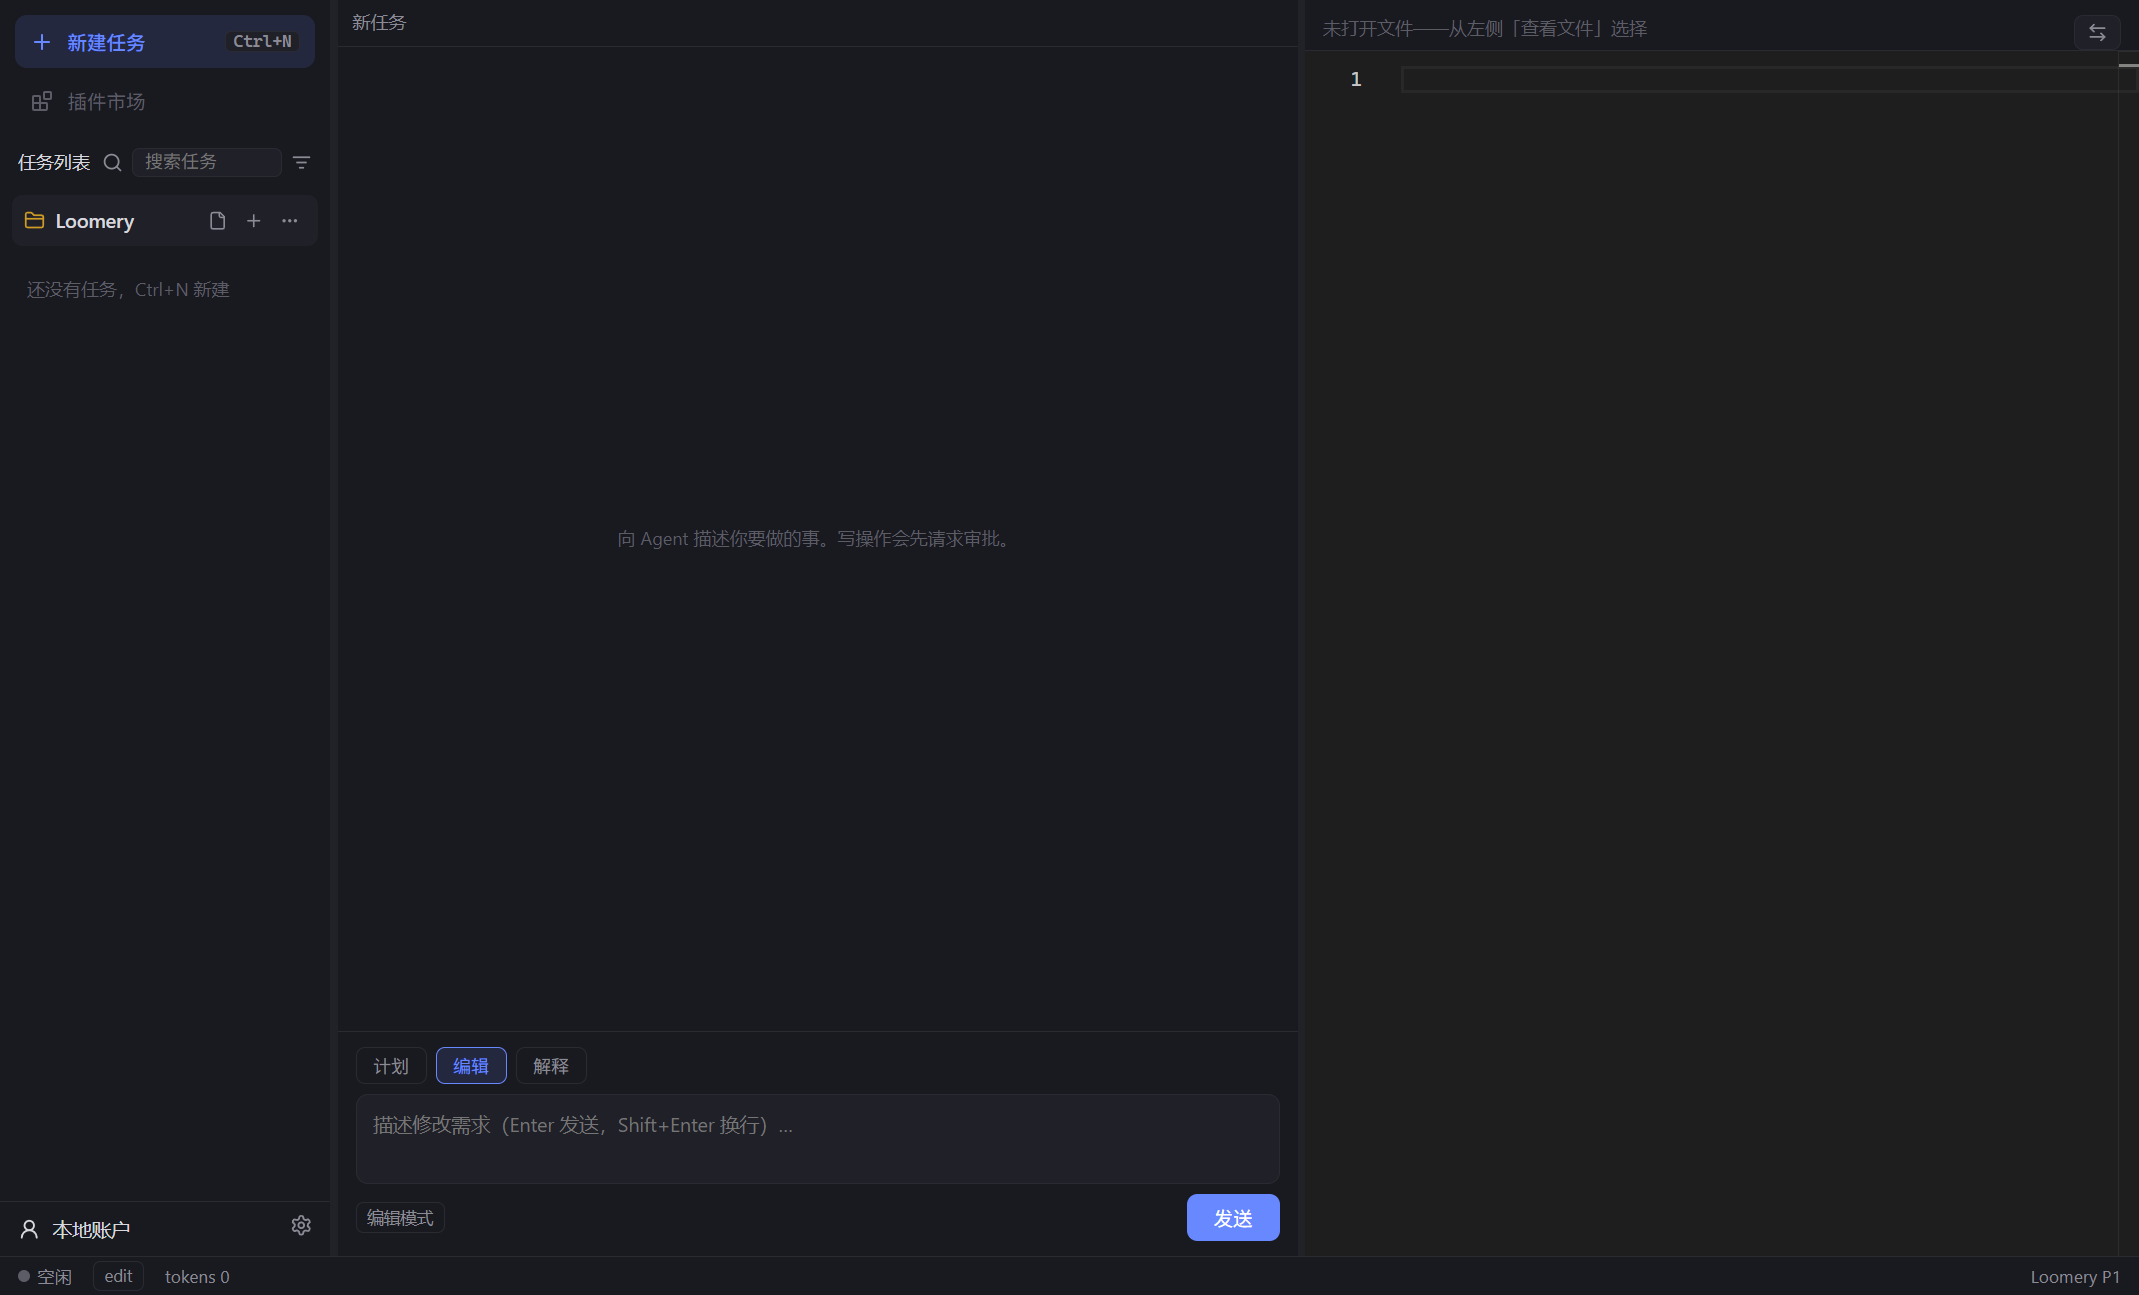 新建任务 Ctrl+N
插件市场
任务列表 搜索任务
Loomery
还没有任务，Ctrl+N 新建
本地账户
新任务
向 Agent 描述你要做的事。写操作会先请求审批。
计划 编辑 解释
描述修改需求（Enter 发送，Shift+Enter 换行）...
编辑模式 发送
未打开文件——从左侧「查看文件」选择
1
空闲 edit tokens 0 Loomery P1